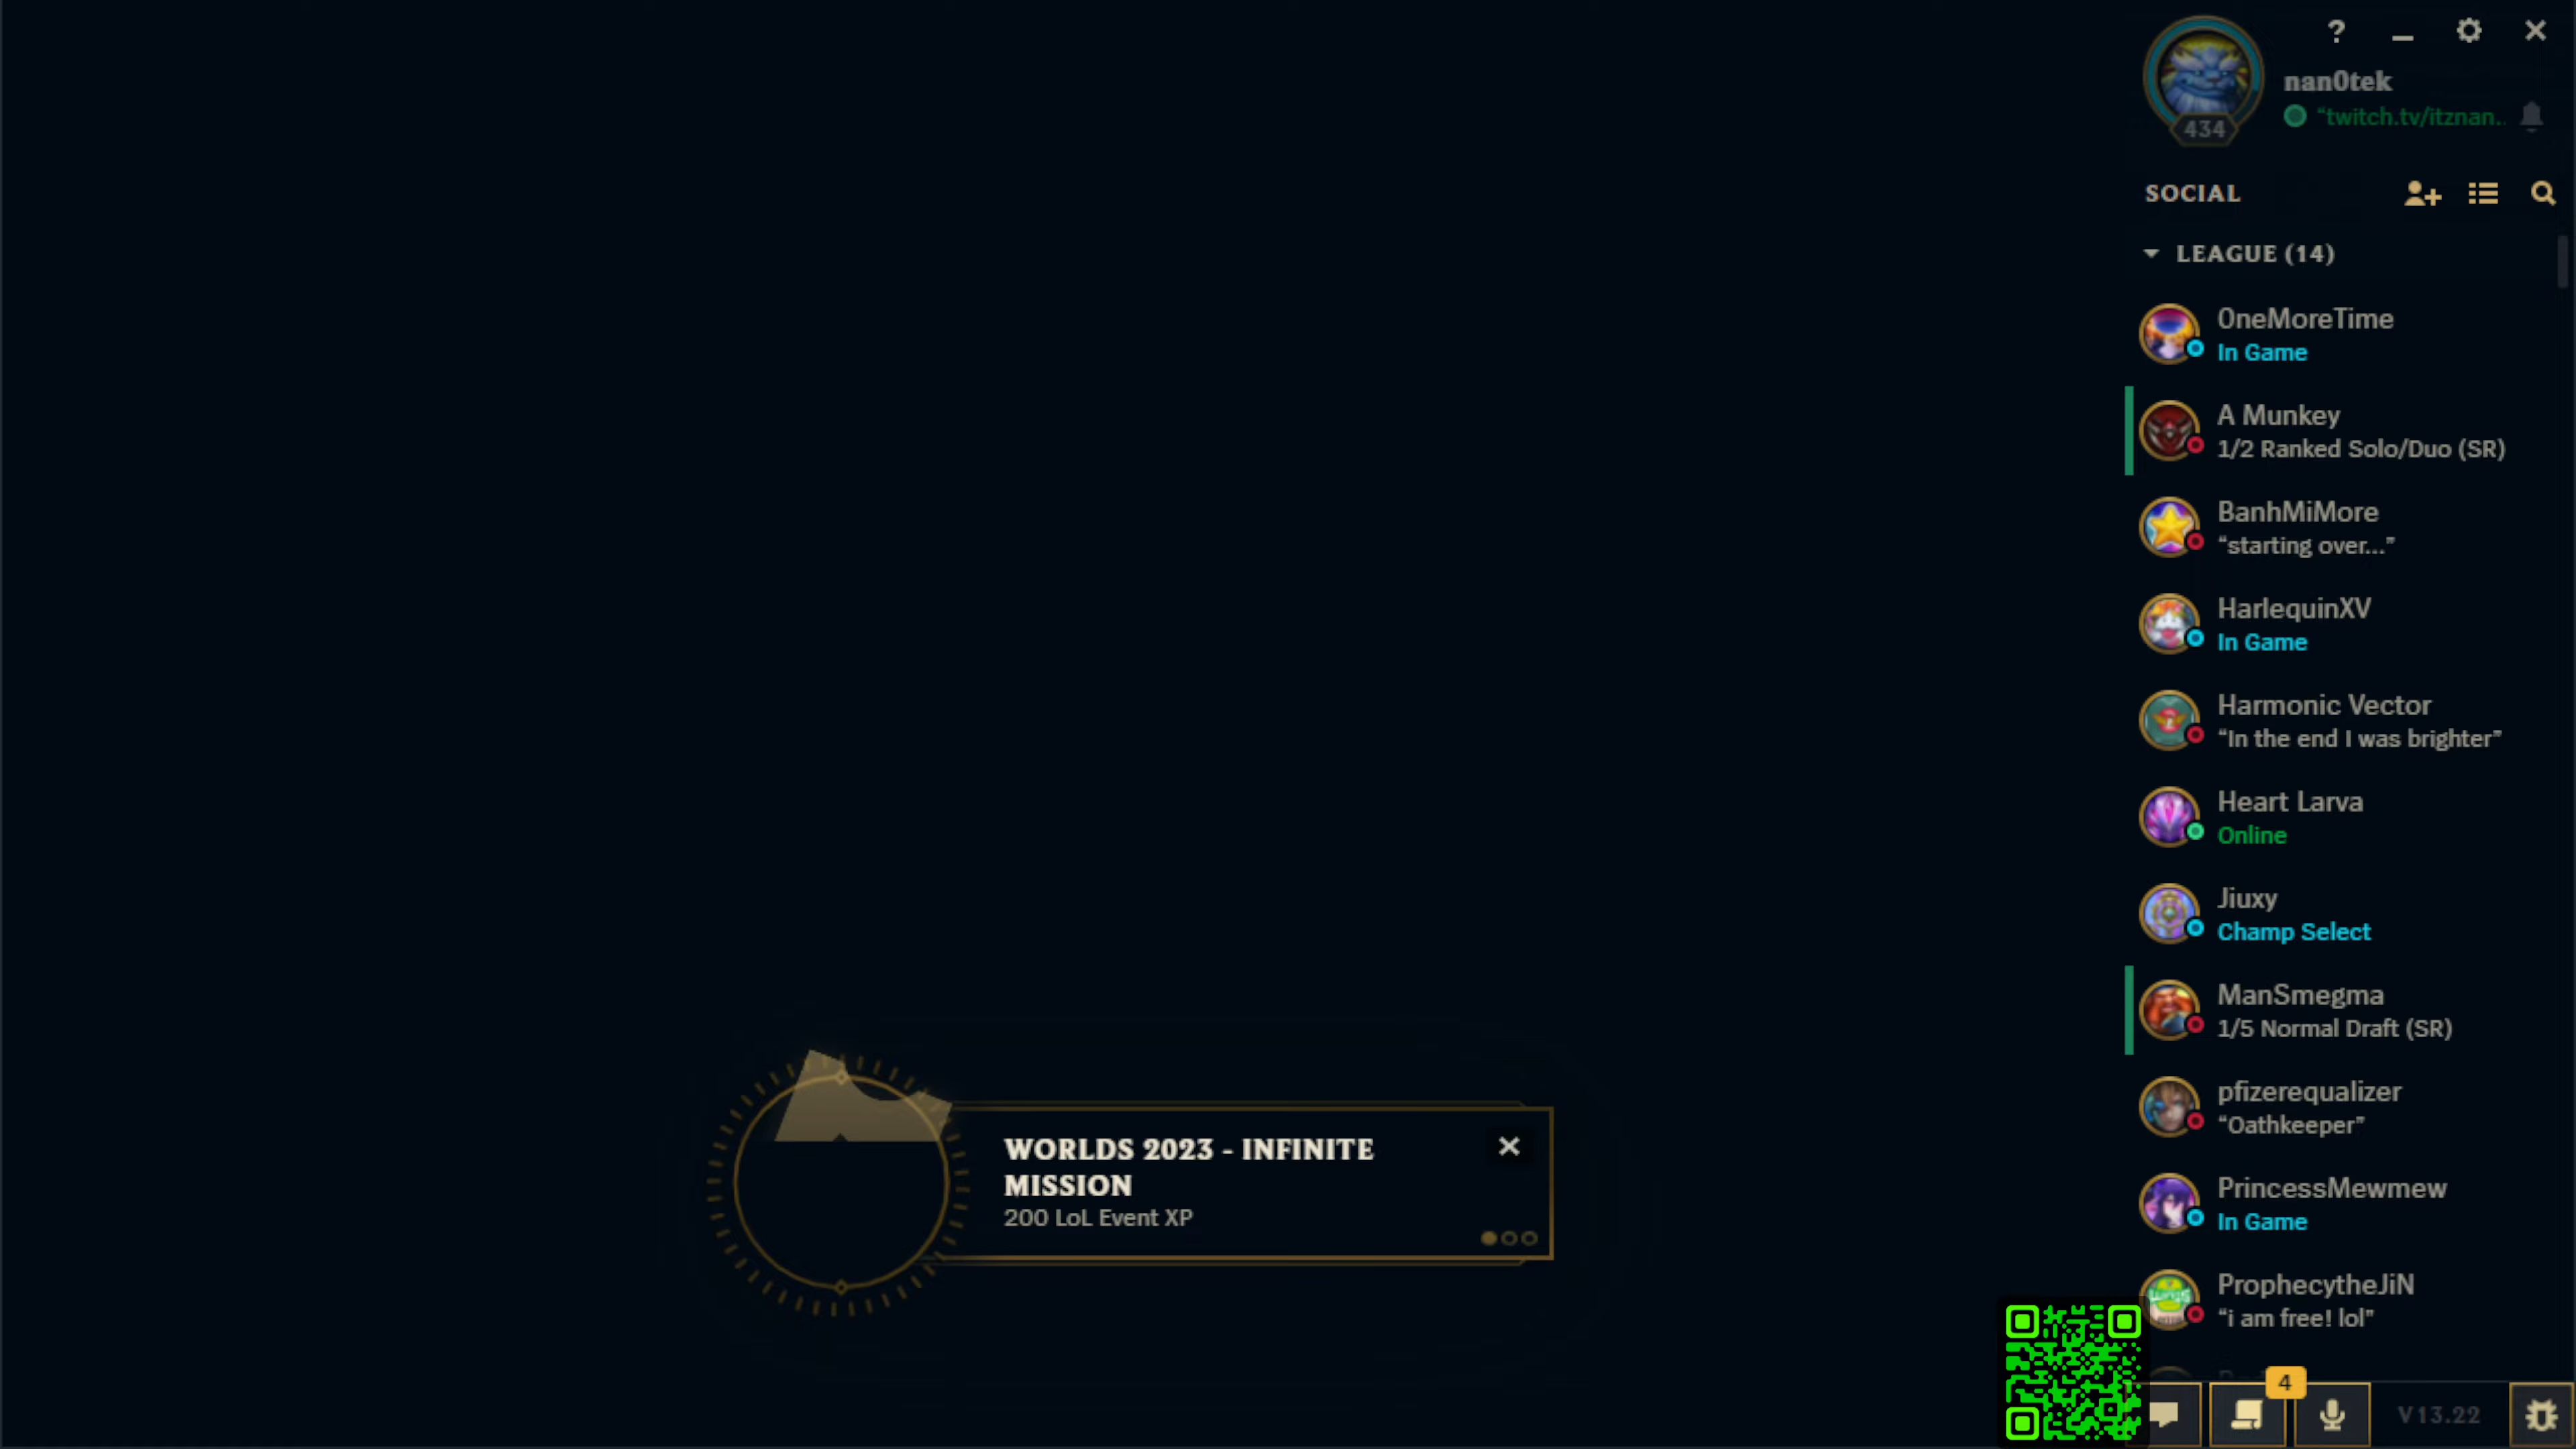 ?
nan0tek
434
“twitch.tv/itznan..
SOCIAL
LEAGUE (14)
0neMoreTime
In Game
A Munkey
1/2 Ranked Solo/Duo (SR)
BanhMiMore
“starting over...”
HarlequinXV
In Game
Harmonic Vector
“In the end I was brighter”
Heart Larva
Online
Jiuxy
Champ Select
ManSmegma
1/5 Normal Draft (SR)
pfizerequalizer
“Oathkeeper”
PrincessMewmew
In Game
ProphecytheJiN
“i am free! lol”
WORLDS 2023 - INFINITE
MISSION
200 LoL Event XP
4
V13.22